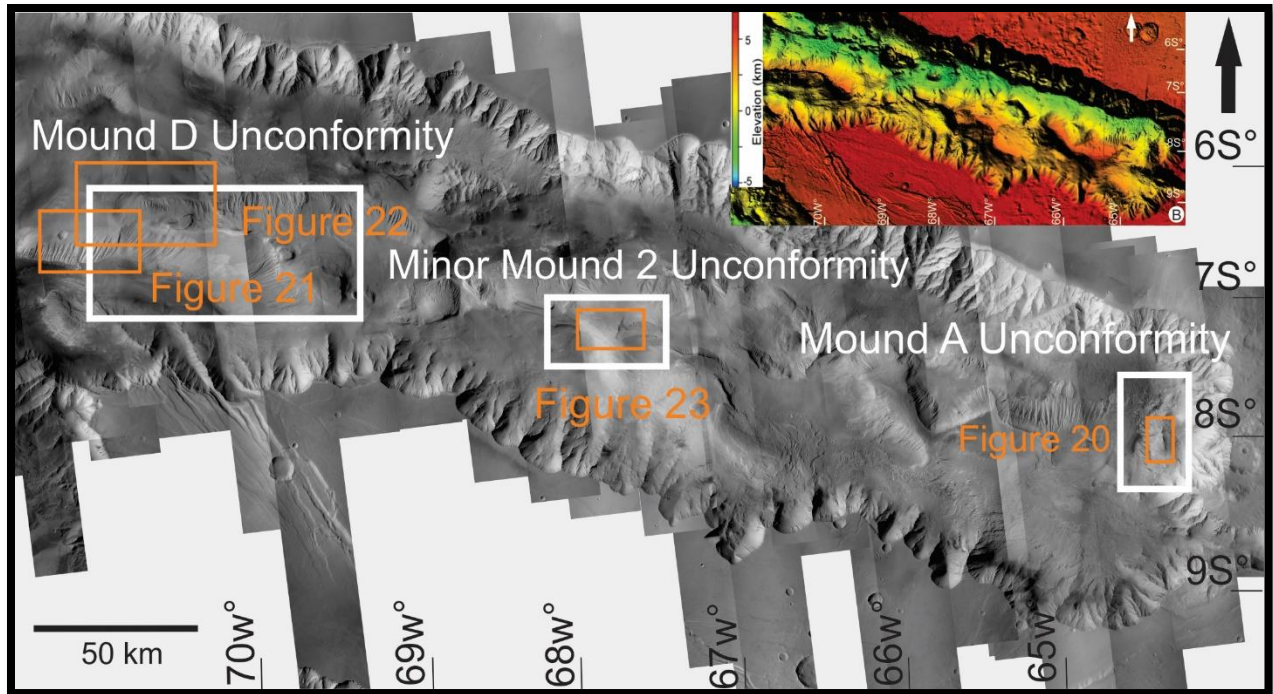 Mound D Unconformity
Figure 22
Figure 21
Minor Mound 2 Unconformity
Figure 23
Mound A Unconformity
Figure 20
6S°
7S°
8S°
9S°
50 km
70w°
69w°
68w°
67w°
66w°
65w
5
0
-5
Elevation (km)
6S°
7S°
8S°
9S°
70W°
69W°
68W°
67W°
66W°
65W°
B